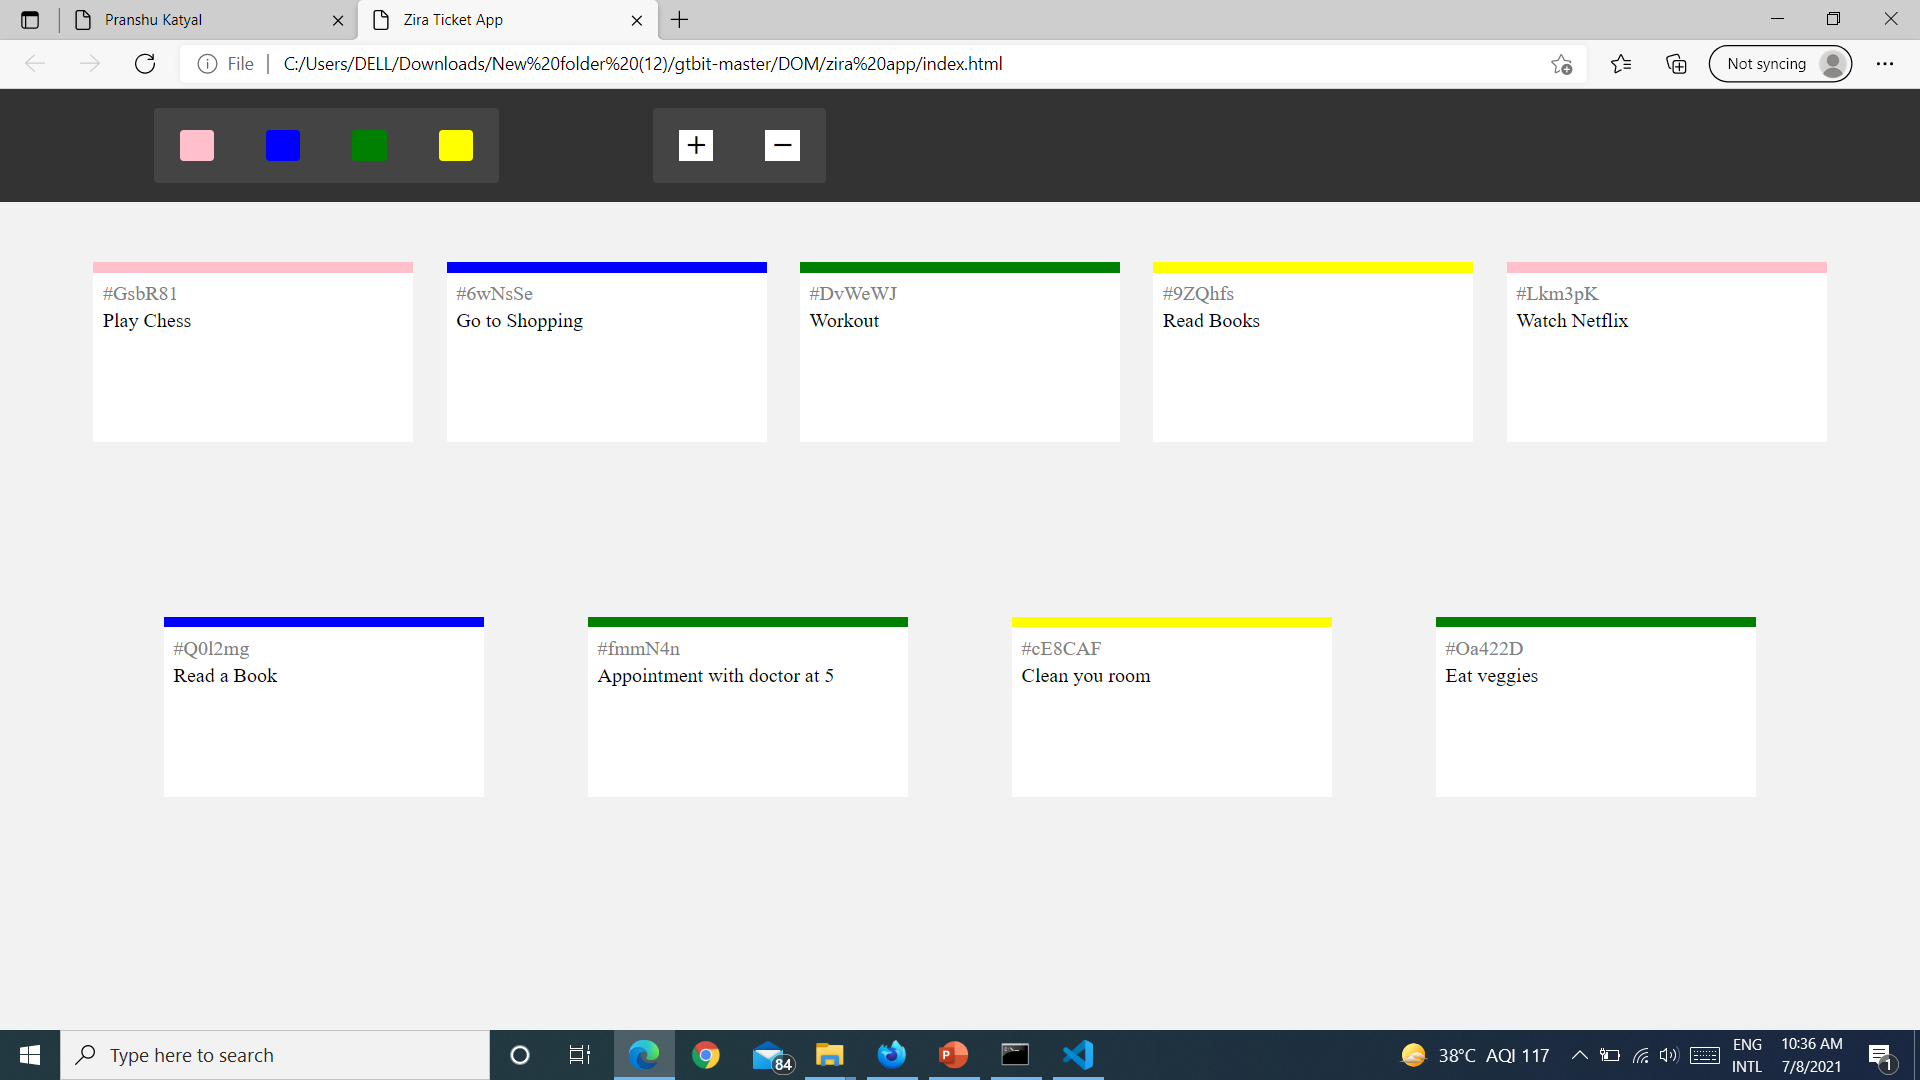 Pranshu Katyal
Zira Ticket App
File
C:/Users/DELL/Downloads/New%20folder%20(12)/gtbit-master/DOM/zira%20app/index.html
Not syncing
#GsbR81
Play Chess
#6wNsSe
Go to Shopping
#DvWeWJ
Workout
#9ZQhfs
Read Books
#Lkm3pK
Watch Netflix
#Q0l2mg
Read a Book
#fmmN4n
Appointment with doctor at 5
#cE8CAF
Clean you room
#Oa422D
Eat veggies
Type here to search
84
38°C AQI 117
ENG
INTL
10:36 AM
7/8/2021
1